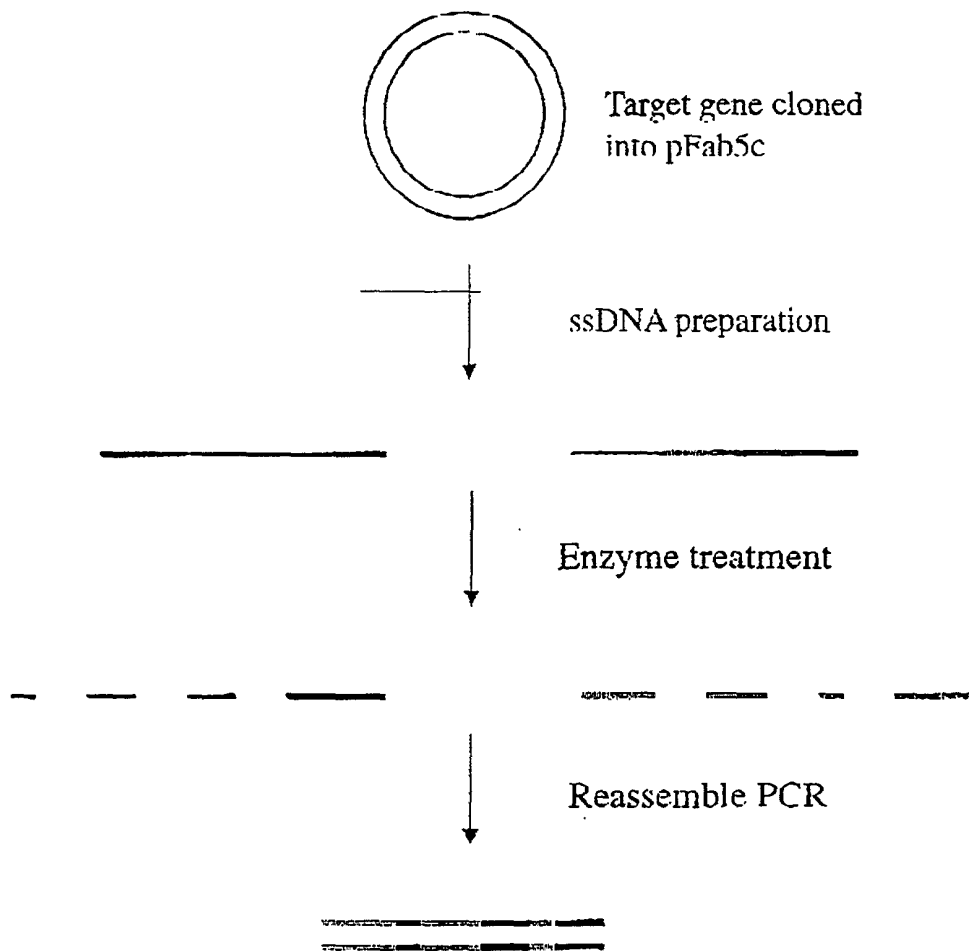 Target gene cloned
into pFab5c
ssDNA preparation
Enzyme treatment
Reassemble PCR